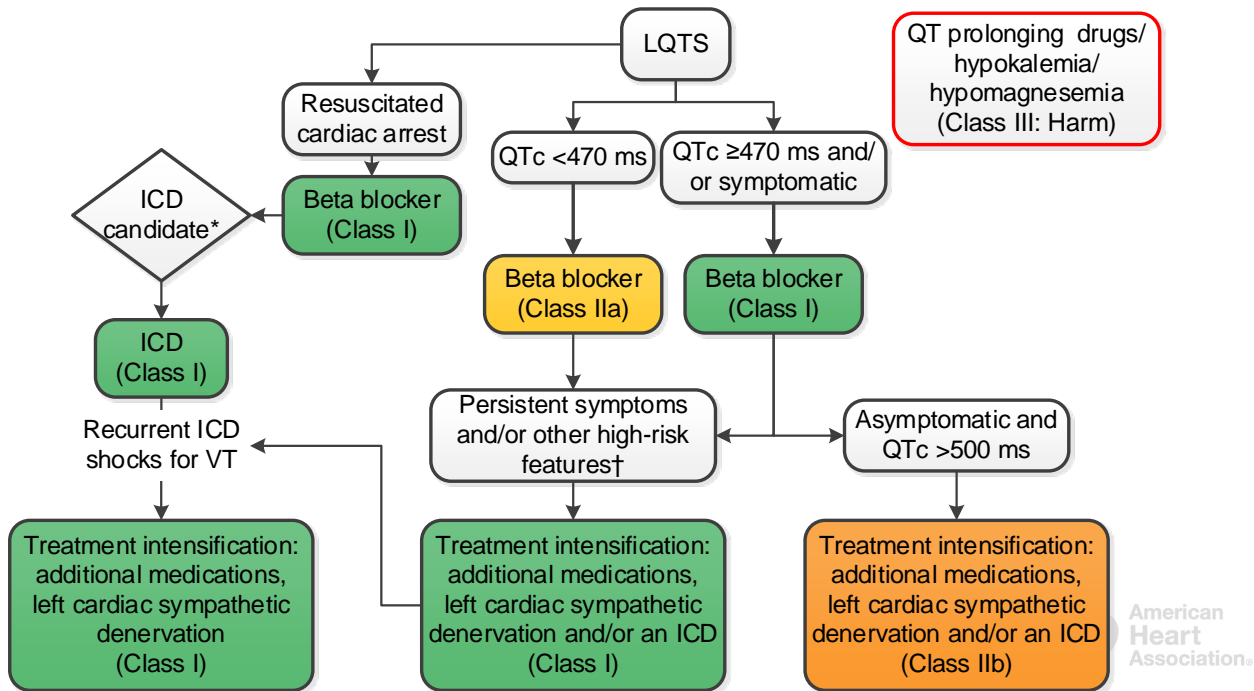 LQTS
QT prolonging drugs/
hypokalemia/
hypomagnesemia
(Class III: Harm)
Resuscitated
cardiac arrest
QTc <470 ms
QTc ≥470 ms and/
or symptomatic
ICD
candidate*
Beta blocker
(Class I)
Beta blocker
(Class IIa)
Beta blocker
(Class I)
ICD
(Class I)
Recurrent ICD
shocks for VT
Persistent symptoms
and/or other high-risk
features†
Asymptomatic and
QTc >500 ms
Treatment intensification:
additional medications,
left cardiac sympathetic
denervation
(Class I)
Treatment intensification:
additional medications,
left cardiac sympathetic
denervation and/or an ICD
(Class I)
Treatment intensification:
additional medications,
left cardiac sympathetic
denervation and/or an ICD
(Class IIb)
American
Heart
Association®